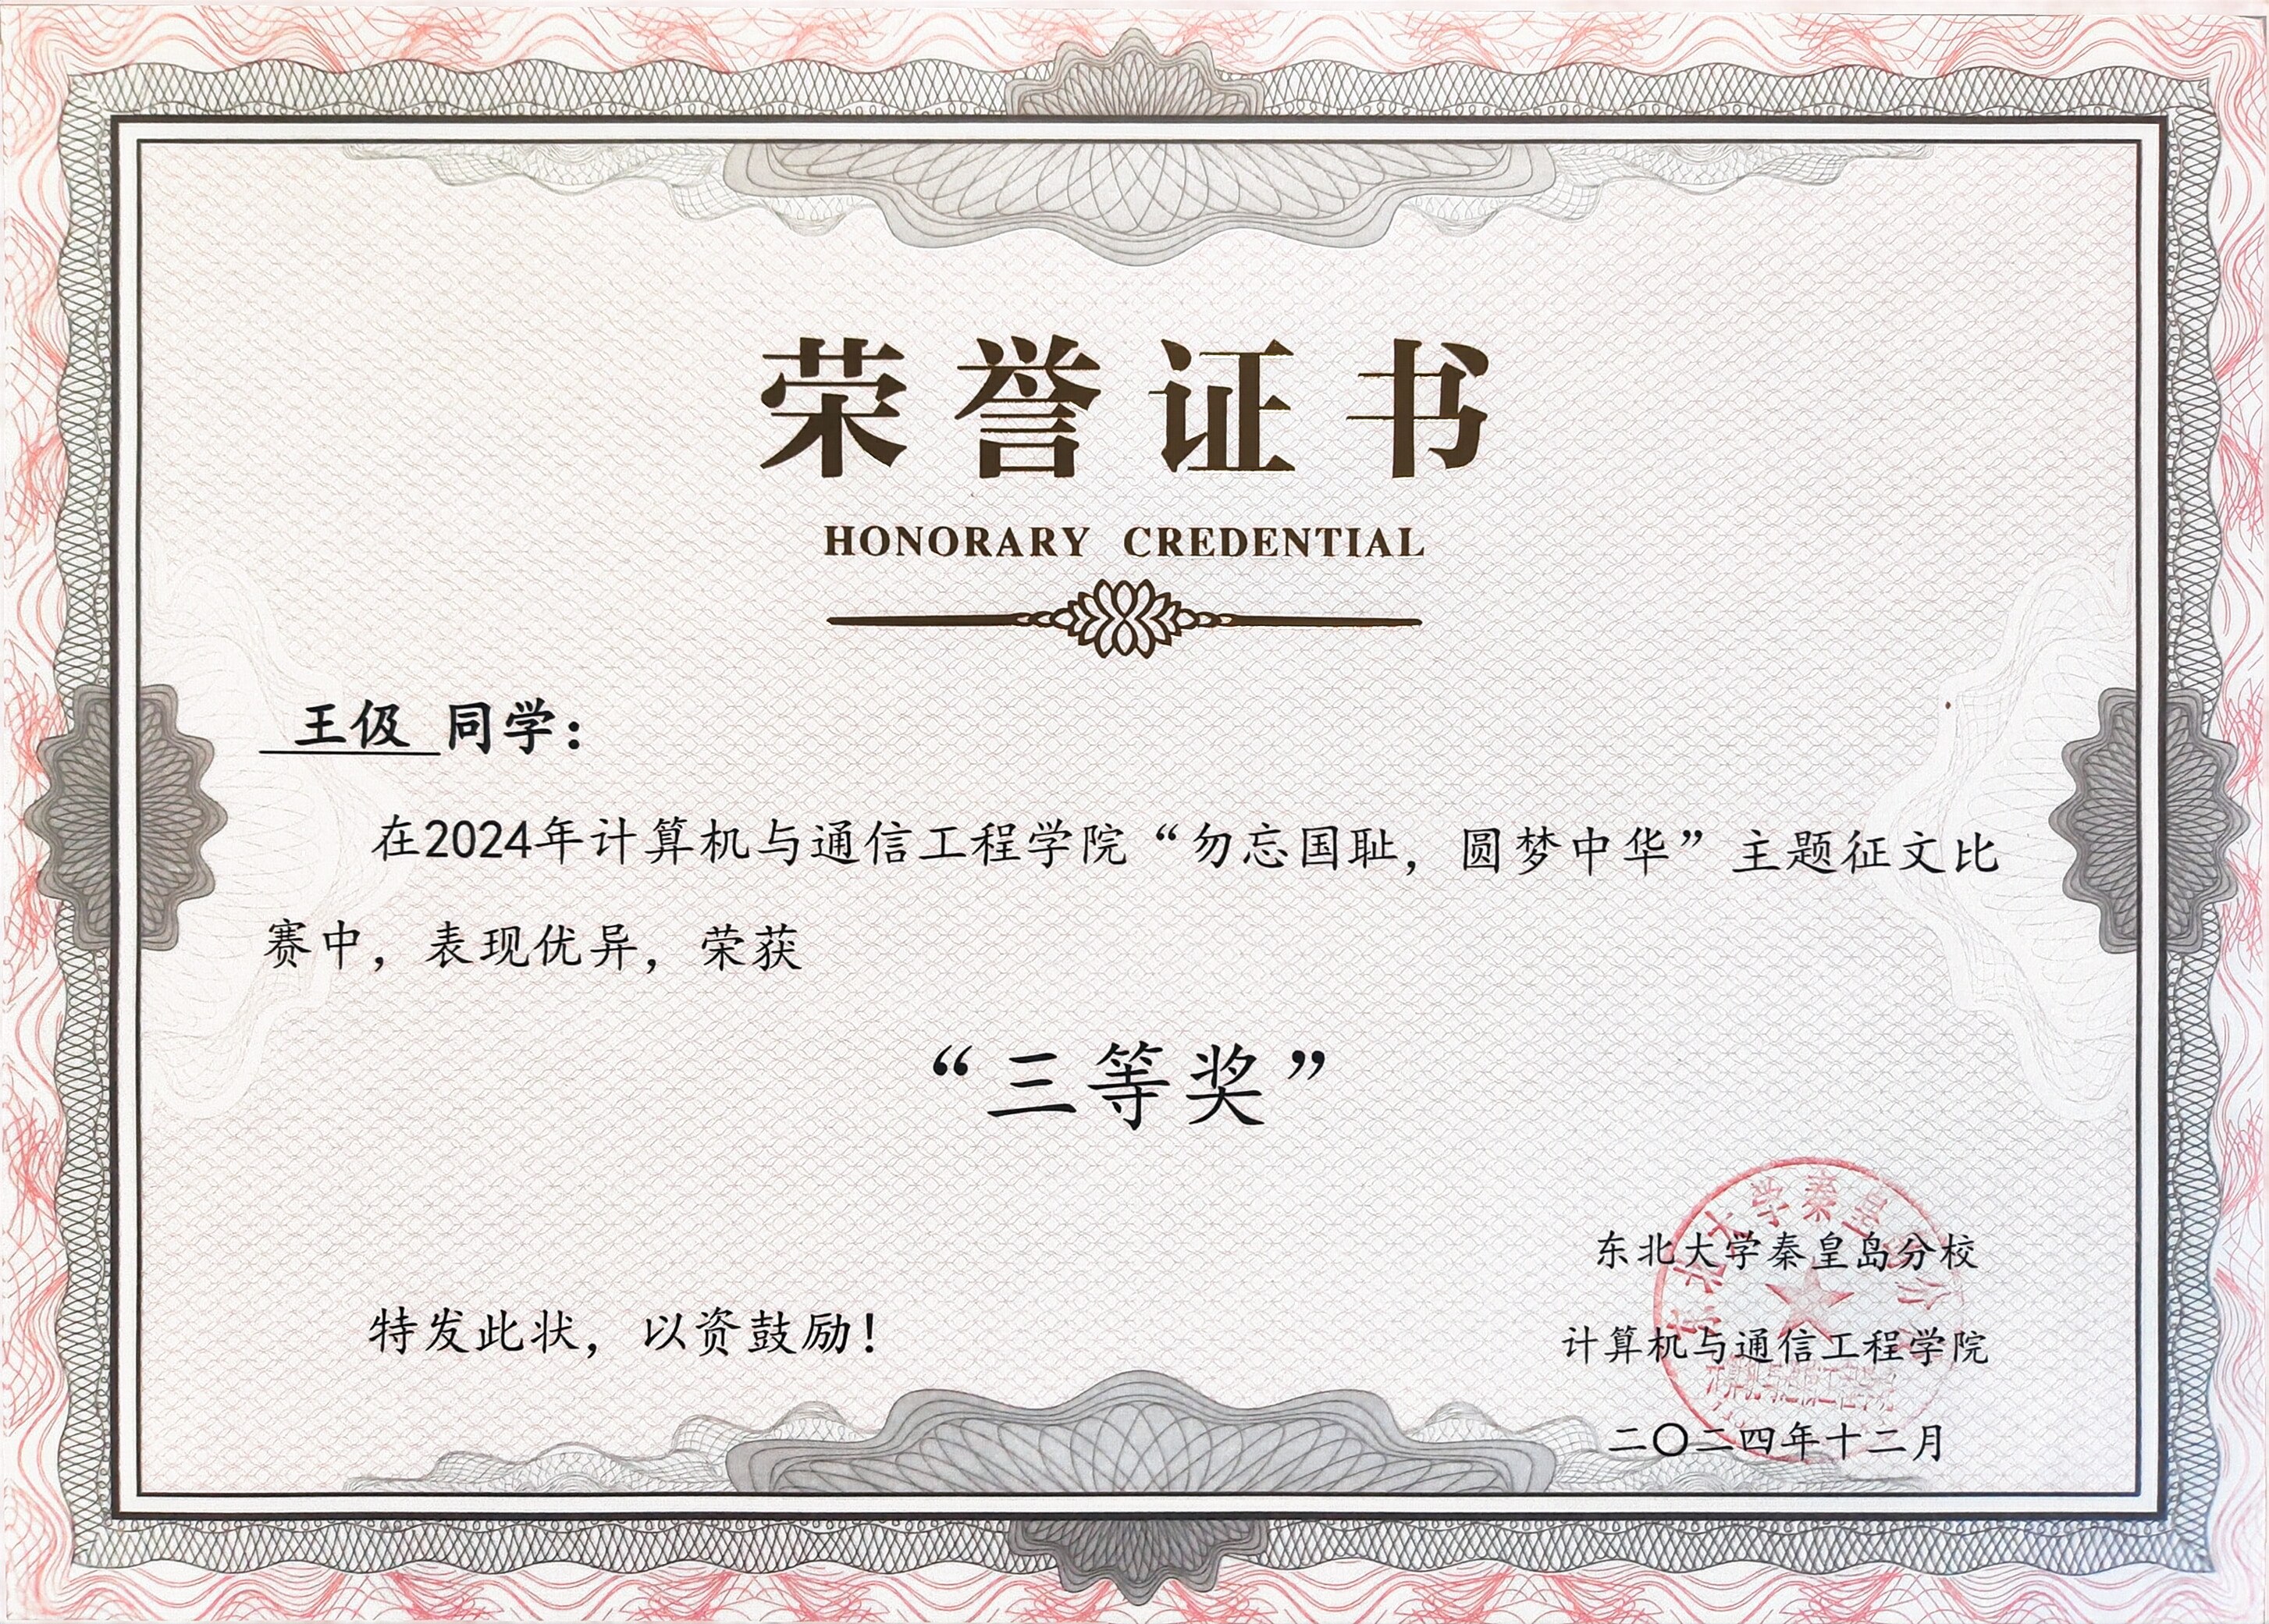 荣誉证书
HONORARY CREDENTIAL
王伋 同学：
在2024年计算机与通信工程学院“勿忘国耻，圆梦中华”主题征文比
赛中，表现优异，荣获
“三等奖”
特发此状，以资鼓励！
东北大学秦皇岛分校
计算机与通信工程学院
二〇二四年十二月
东北大学秦皇岛分
计算机与通信工程学院